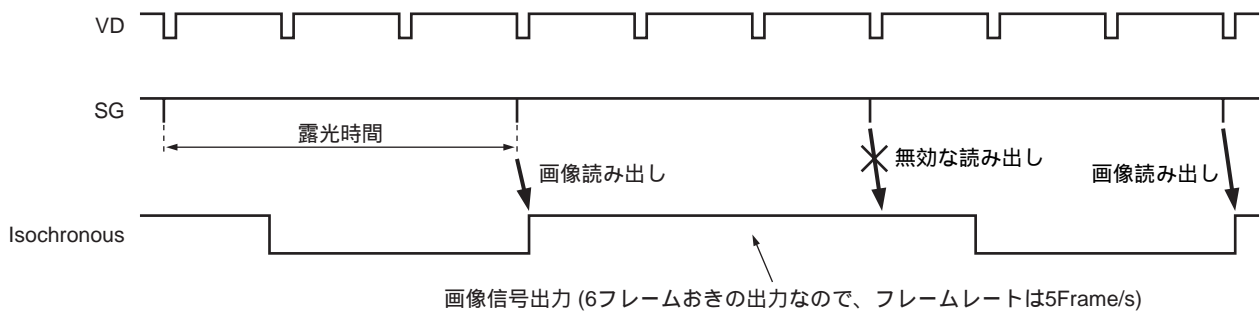 VD
SG
露光時間
画像読み出し
無効な読み出し
画像読み出し
Isochronous
画像信号出力 (6フレームおきの出力なので、フレームレートは5Frame/s)